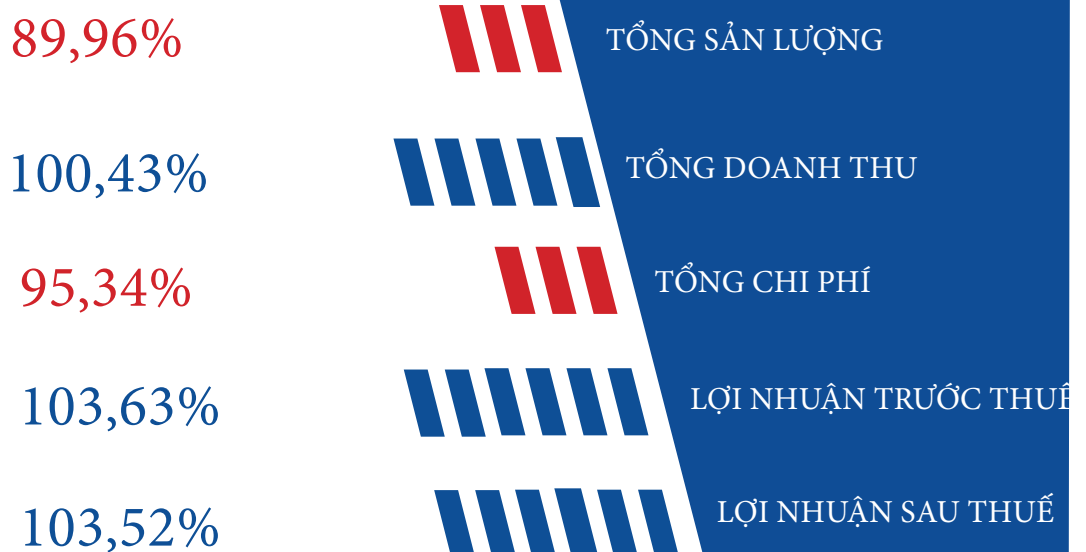 89,96% TỔNG SẢN LƯỢNG
100,43% TỔNG DOANH THU
95,34% TỔNG CHI PHÍ
103,63% LỢI NHUẬN TRƯỚC THUẾ
103,52% LỢI NHUẬN SAU THUẾ